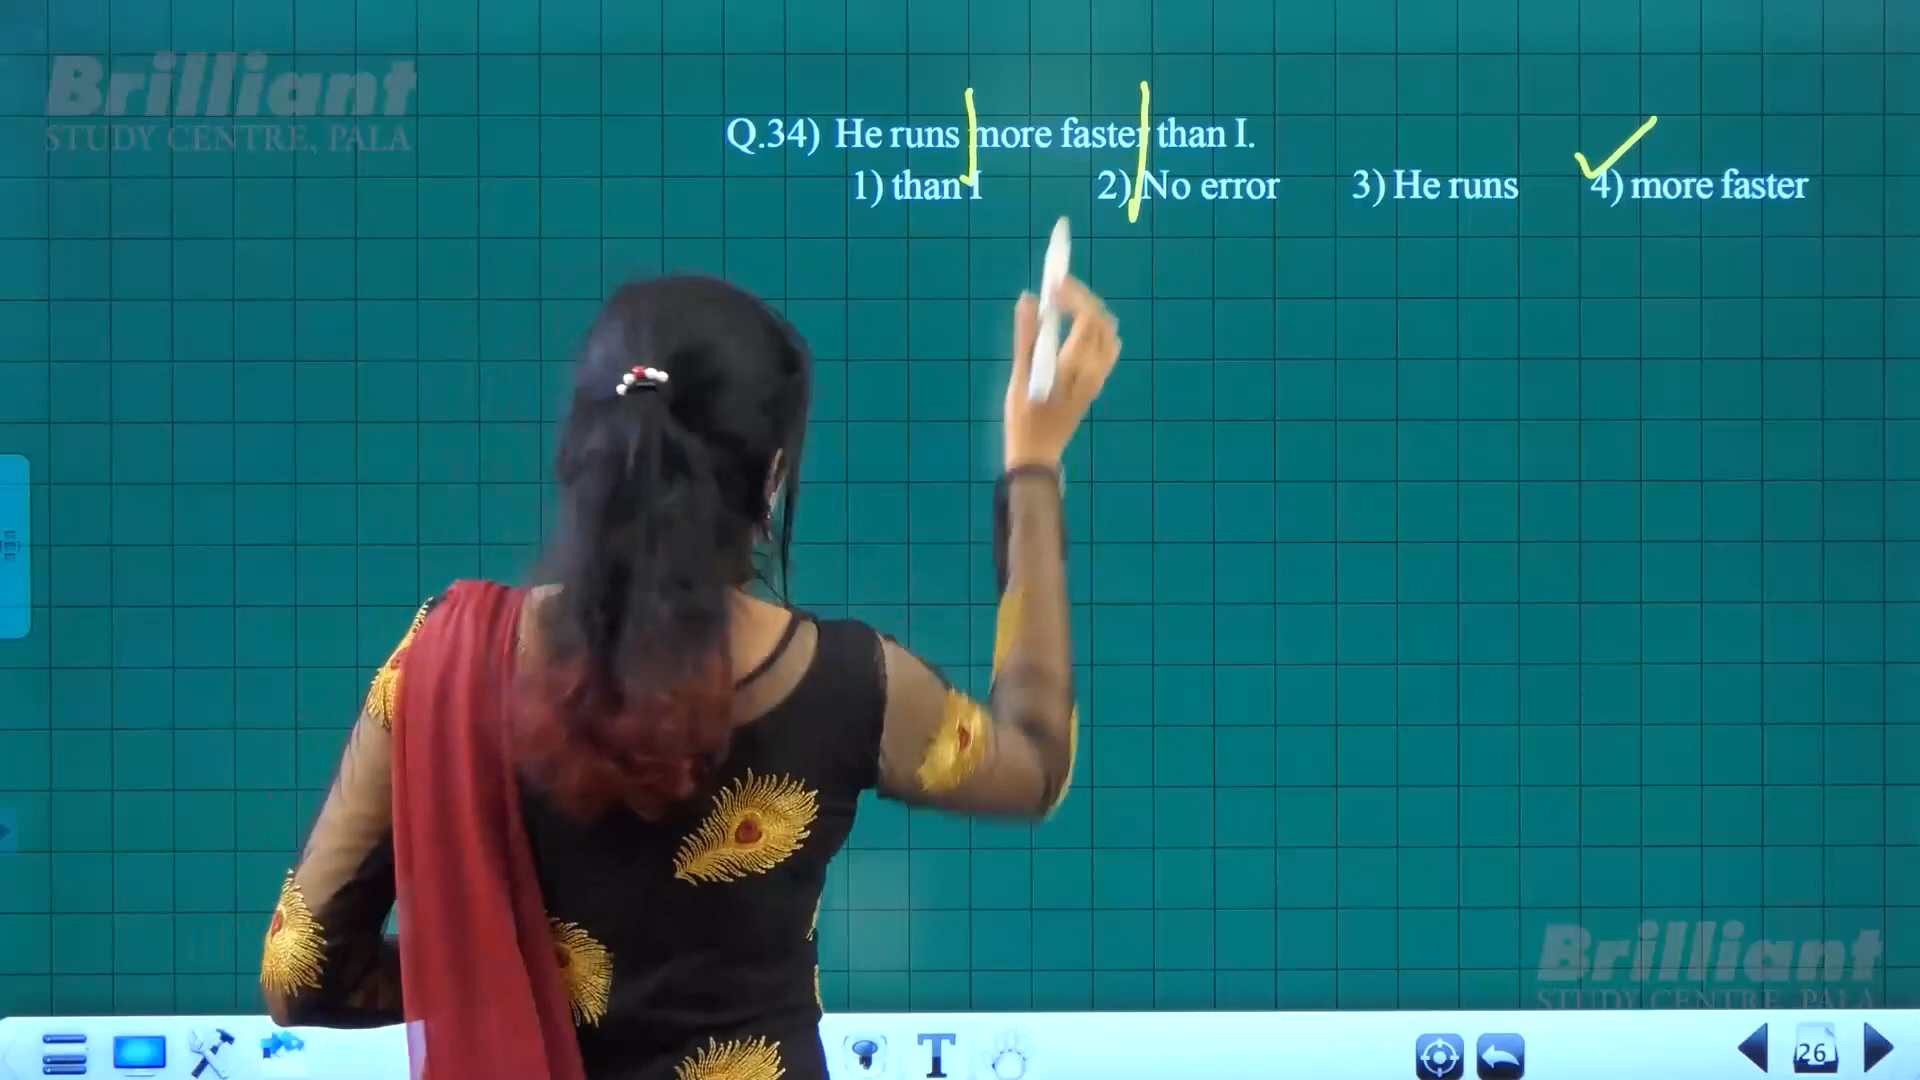 Brilliant
STUDY CENTRE, PALA
Q.34) He runs more faster than I.
1) than I 2) No error 3) He runs 4) more faster
Brilliant
STUDY CENTRE, PALA
T
26